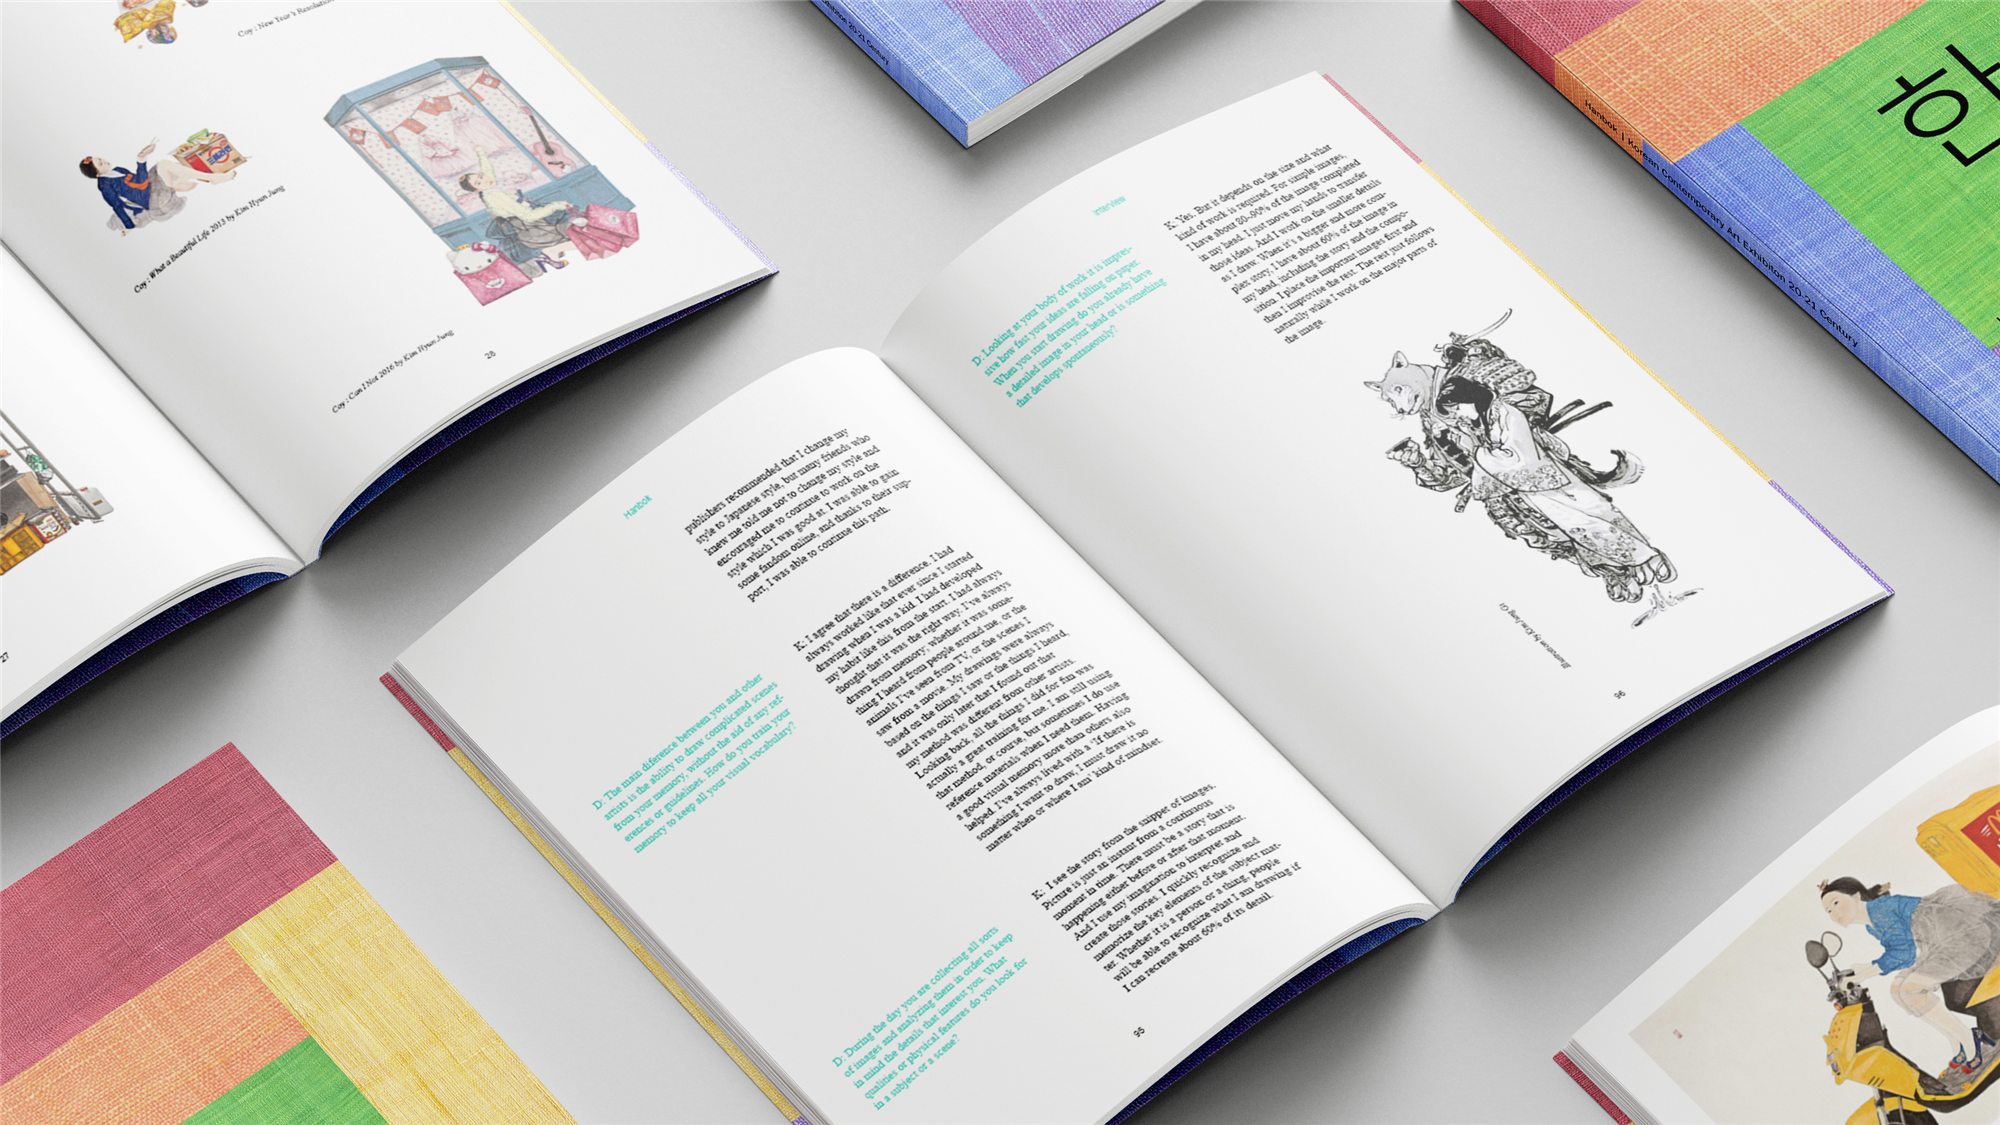 Coy : New Year's Resolution
Coy : What a Beautiful Life 2013 by Kim Hyun Jung
Coy : Can I Not 2016 by Kim Hyun Jung
28
27
20-21 Century
Hanbok | Korean Contemporary Art Exhibiton 20-21 Century
한
Hanbok
publishers recommended that I change my
style to Japanese style, but many friends who
knew me told me not to change my style and
encouraged me to continue to work on the
style which I was good at. I was able to gain
some fandom online, and thanks to their sup-
port, I was able to continue this path.
D: The main diference between you and other
artists is the ability to draw complicated scenes
from your memory, without the aid of any ref-
erences or guidelines. How do you train your
memory to keep all your visual vocabulary?
K: I agree that there is a difference. I had
always worked like that ever since I started
drawing when I was a kid. I had developed
my habit like this from the start. I had always
thought that it was the right way. I've always
drawn from memory, whether it was some-
thing I heard from people around me, or the
animals I've seen from TV, or the scenes I
saw from a movie. My drawings were always
based on the things I saw or the things I heard,
and it was only later that I found out that
my method was different from other artists.
Looking back, all the things I did for fun was
actually a great training for me. I am still using
that method, or course, but sometimes I do use
reference materials when I need them. Having
a good visual memory more than others also
helped. I've always lived with a 'If there is
something I want to draw, I must draw it no
matter when or where I am' kind of mindset.
D: During the day you are collecting all sorts
of images and analyzing them in order to keep
in mind the details that interest you. What
qualities or physical features do you look for
in a subject or a scene?
K: I see the story from the snipper of images.
Picture is just an instant from a continuous
moment in time. There must be a story that is
happening either before or after that moment.
And I use my imagination to interpret and
create those stories. I quickly recognize and
memorize the key elements of the subject mat-
ter. Whether it is a person or a thing, people
will be able to recognize what I am drawing if
I can recreate about 60% of its detail.
95
Interview
D: Looking at your body of work it is impres-
sive how fast your ideas are falling on paper.
When you start drawing do you already have
a detailed image in your head or is something
that develops spontaneously?
K: Yes. But it depends on the size and what
kind of work is required. For simple images,
I have about 80~90% of the image completed
in my head. I just move my hands to transfer
those ideas. And I work on the smaller details
as I draw. When it's a bigger and more com-
plex story, I have about 60% of the image in
my head, including the story and the compo-
sition. I place the important images first and
then I improvise the rest. The rest just follows
naturally while I work on the major parts of
the image.
Illustration by Kim Jung Gi
96